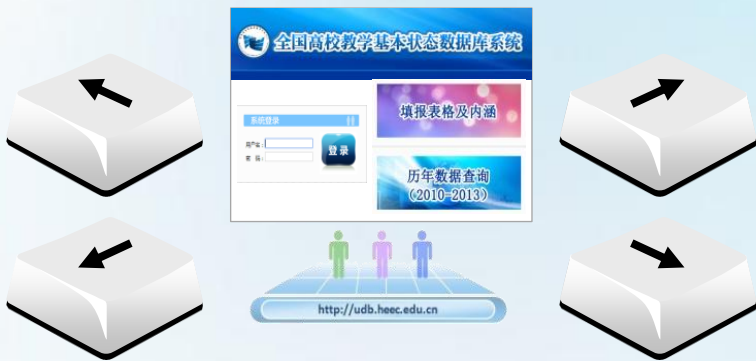 全国高校教学基本状态数据库系统
系统登录
用户名：
密 码：
登录
填报表格及内涵
历年数据查询
(2010-2013)
http://udb.heec.edu.cn